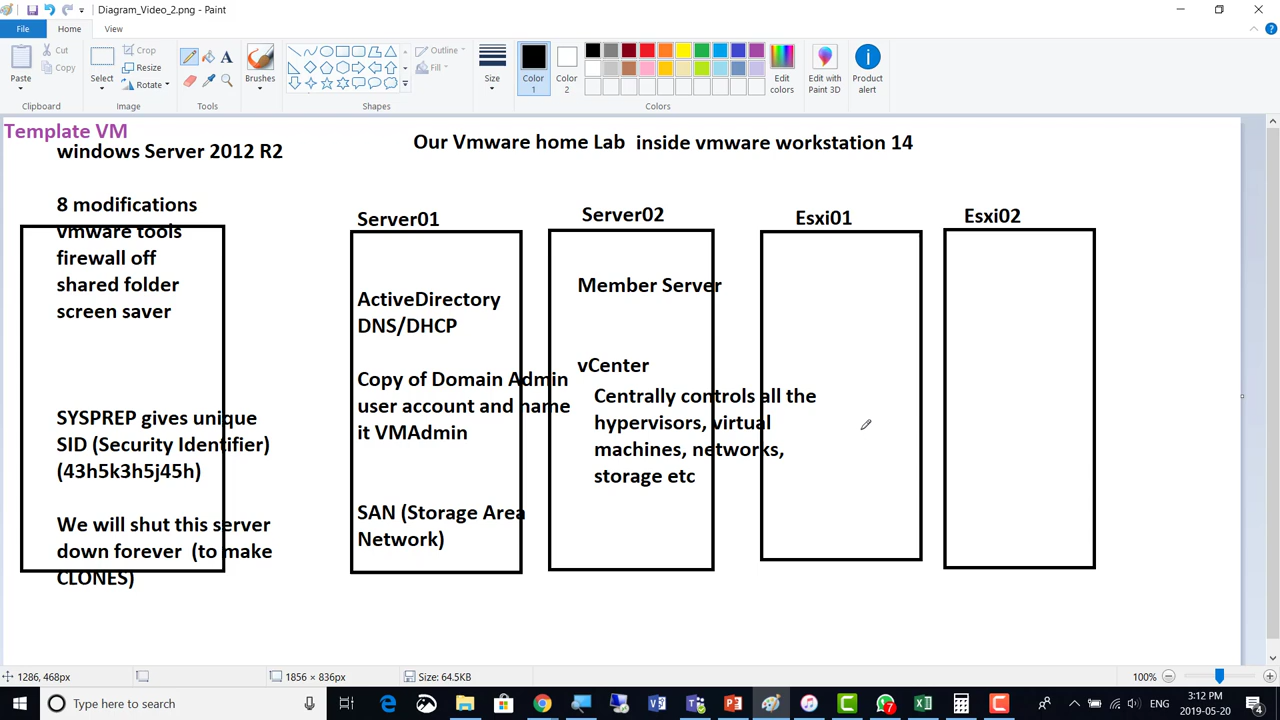 Diagram_Video_2.png - Paint
File
Home
View
Paste
Cut
Copy
Clipboard
Select
Crop
Resize
Rotate
Image
A
Tools
Brushes
Shapes
Outline
Fill
Size
Color 1
Color 2
Edit colors
Colors
Edit with Paint 3D
Product alert
Template VM
windows Server 2012 R2
8 modifications
vmware tools
firewall off
shared folder
screen saver
SYSPREP gives unique
SID (Security Identifier)
(43h5k3h5j45h)
We will shut this server
down forever (to make
CLONES)
Our Vmware home Lab inside vmware workstation 14
Server01
ActiveDirectory
DNS/DHCP
Copy of Domain Admin
user account and name
it VMAdmin
SAN (Storage Area
Network)
Server02
Member Server
vCenter
Centrally controls all the
hypervisors, virtual
machines, networks,
storage etc
Esxi01
Esxi02
1286, 468px
1856 × 836px
Size: 64.5KB
100%
Type here to search
7
3:12 PM
2019-05-20
4